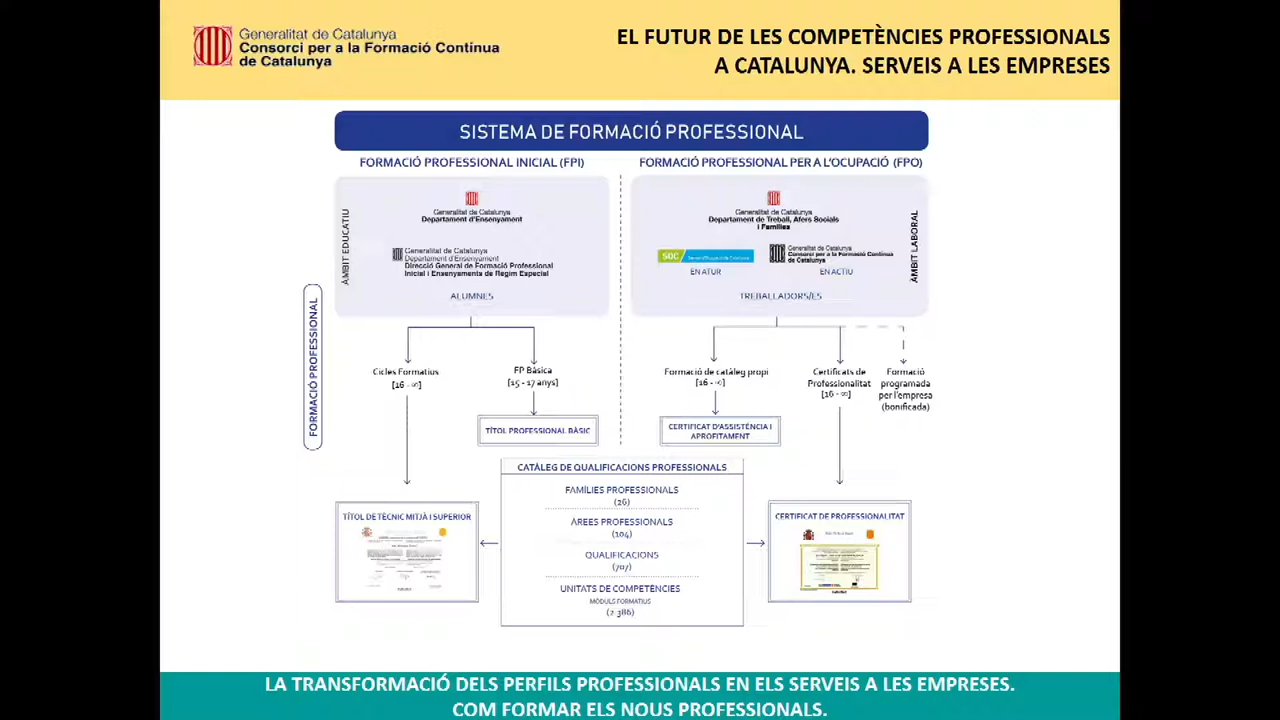 Generalitat de Catalunya
Consorci per a la Formació Contínua
de Catalunya
EL FUTUR DE LES COMPETÈNCIES PROFESSIONALS
A CATALUNYA. SERVEIS A LES EMPRESES
SISTEMA DE FORMACIÓ PROFESSIONAL
FORMACIÓ PROFESSIONAL INICIAL (FPI)
FORMACIÓ PROFESSIONAL PER A L'OCUPACIÓ (FPO)
ÀMBIT EDUCATIU
Generalitat de Catalunya
Departament d'Ensenyament
Generalitat de Catalunya
Departament d'Ensenyament
Direcció General de Formació Professional
Inicial i Ensenyaments de Règim Especial
ALUMNES
Generalitat de Catalunya
Departament de Treball, Afers Socials
i Famílies
SOC
EN ATUR
Generalitat de Catalunya
Consorci per a la Formació Contínua
de Catalunya
EN ACTIU
TREBALLADORS/ES
ÀMBIT LABORAL
FORMACIÓ PROFESSIONAL
Cicles Formatius
[16 - ∞]
FP Bàsica
[15 - 17 anys]
Formació de catàleg propi
[16 - ∞]
Certificats de
Professionalitat
[16 - ∞]
Formació
programada
per l'empresa
(bonificada)
TÍTOL PROFESSIONAL BÀSIC
CERTIFICAT D'ASSISTÈNCIA I
APROFITAMENT
CATÀLEG DE QUALIFICACIONS PROFESSIONALS
FAMÍLIES PROFESSIONALS
(26)
ÀREES PROFESSIONALS
(104)
QUALIFICACIONS
(707)
UNITATS DE COMPETÈNCIES
MÒDULS FORMATIUS
(2 386)
TÍTOL DE TÈCNIC MITJÀ I SUPERIOR
CERTIFICAT DE PROFESSIONALITAT
LA TRANSFORMACIÓ DELS PERFILS PROFESSIONALS EN ELS SERVEIS A LES EMPRESES.
COM FORMAR ELS NOUS PROFESSIONALS.